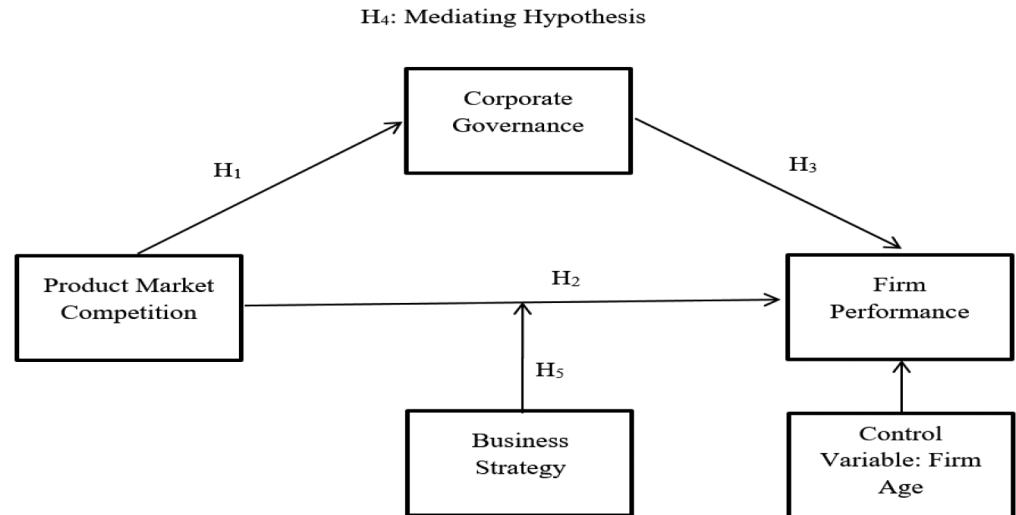 H₄: Mediating Hypothesis
Corporate
Governance
H₁
H₃
Product Market
Competition
H₂
Firm
Performance
H₅
Business
Strategy
Control
Variable: Firm
Age